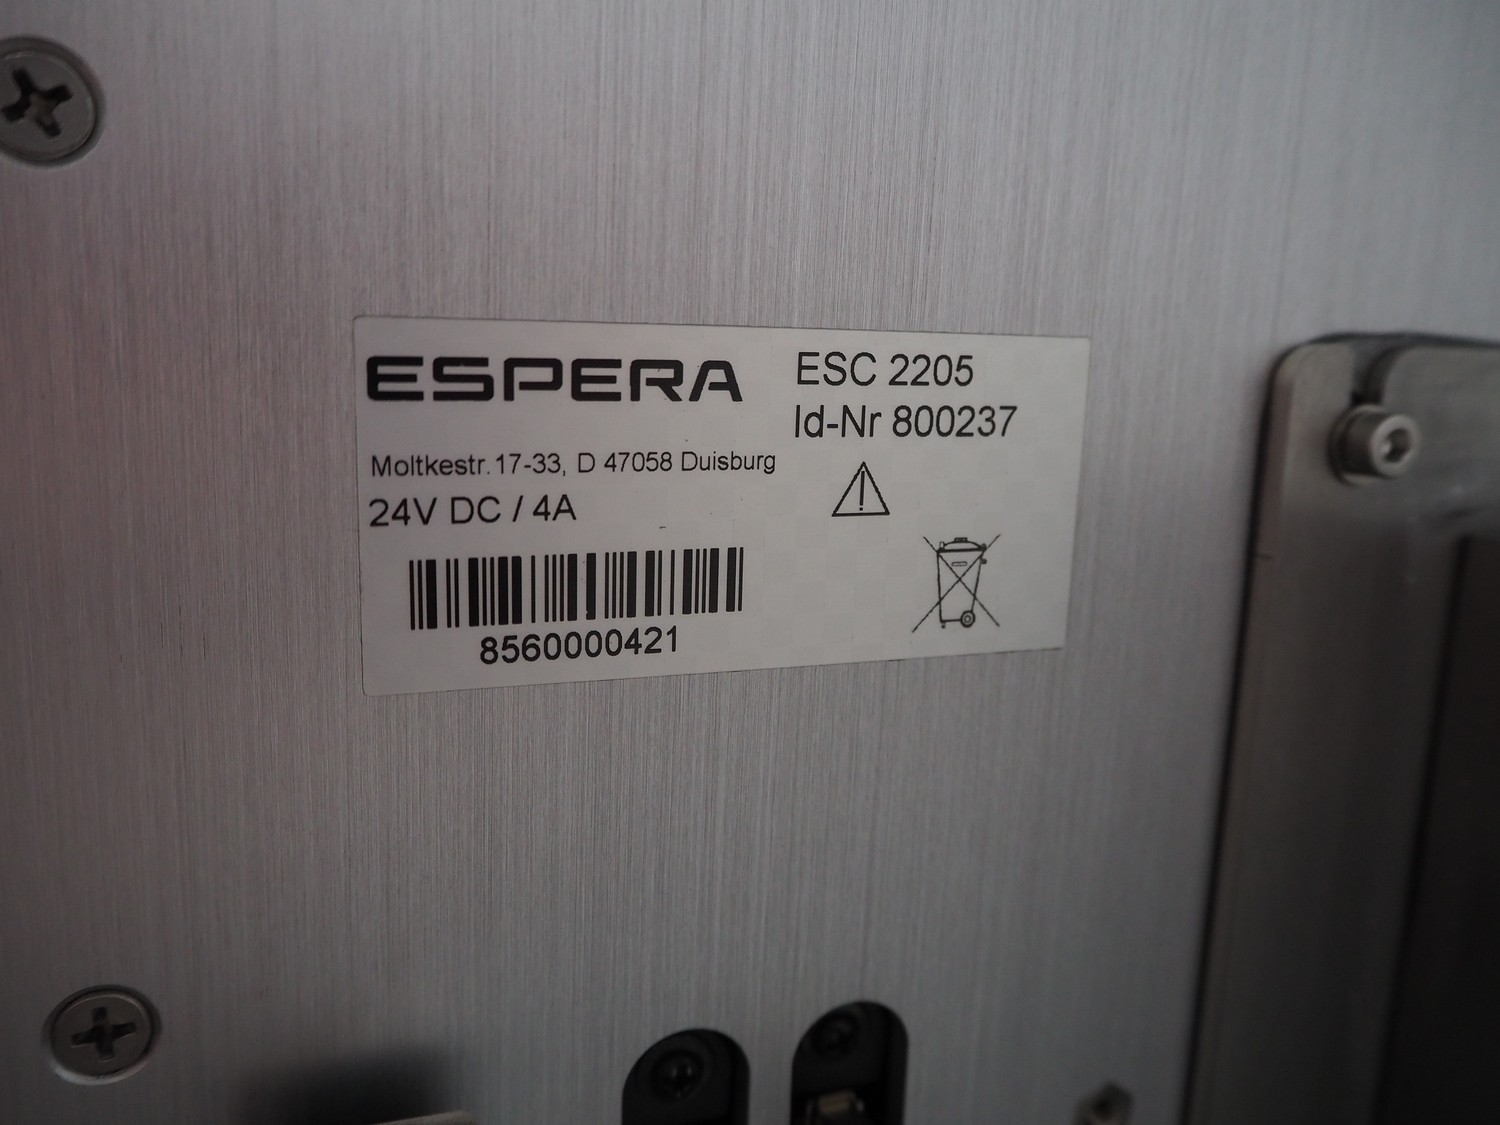 ESPERA
ESC 2205
Id-Nr 800237
Moltkestr. 17-33, D 47058 Duisburg
24V DC / 4A
8560000421